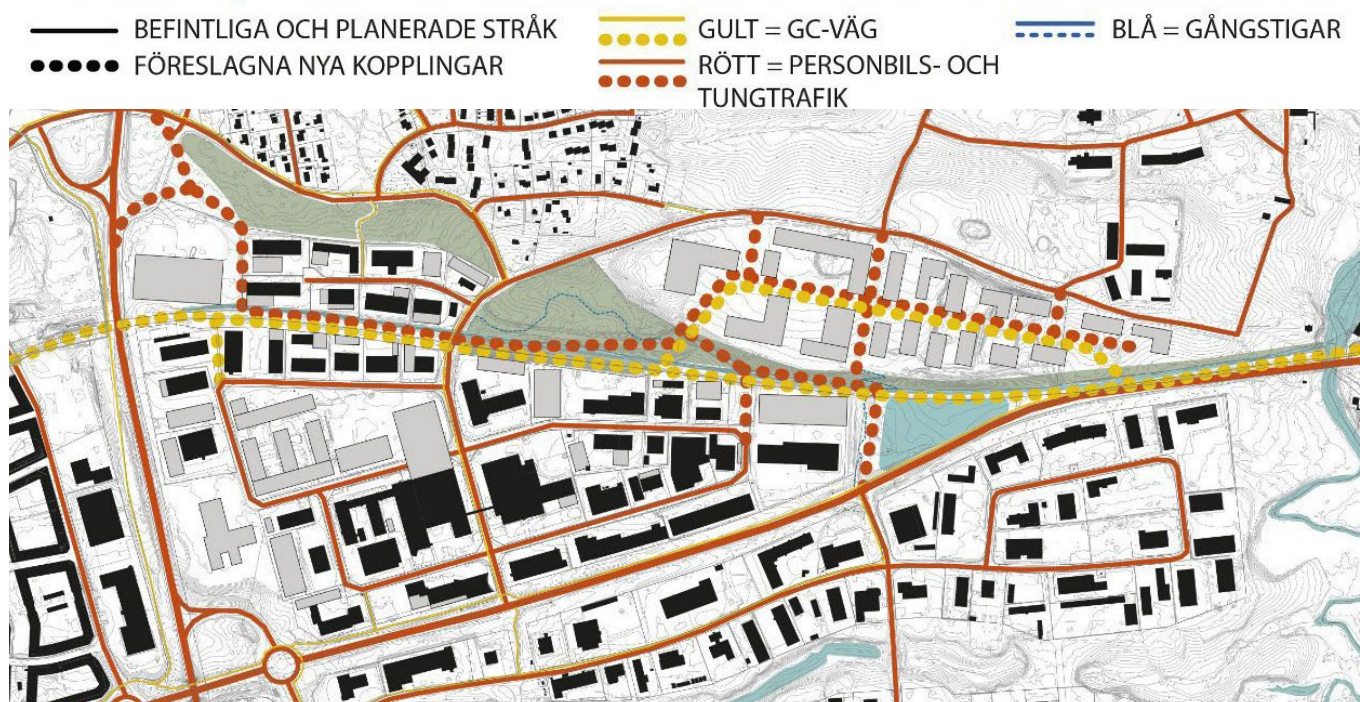 BEFINTLIGA OCH PLANERADE STRÅK
FÖRESLAGNA NYA KOPPLINGAR
GULT = GC-VÄG
RÖTT = PERSONBILS- OCH
TUNGTRAFIK
BLÅ = GÅNGSTIGAR